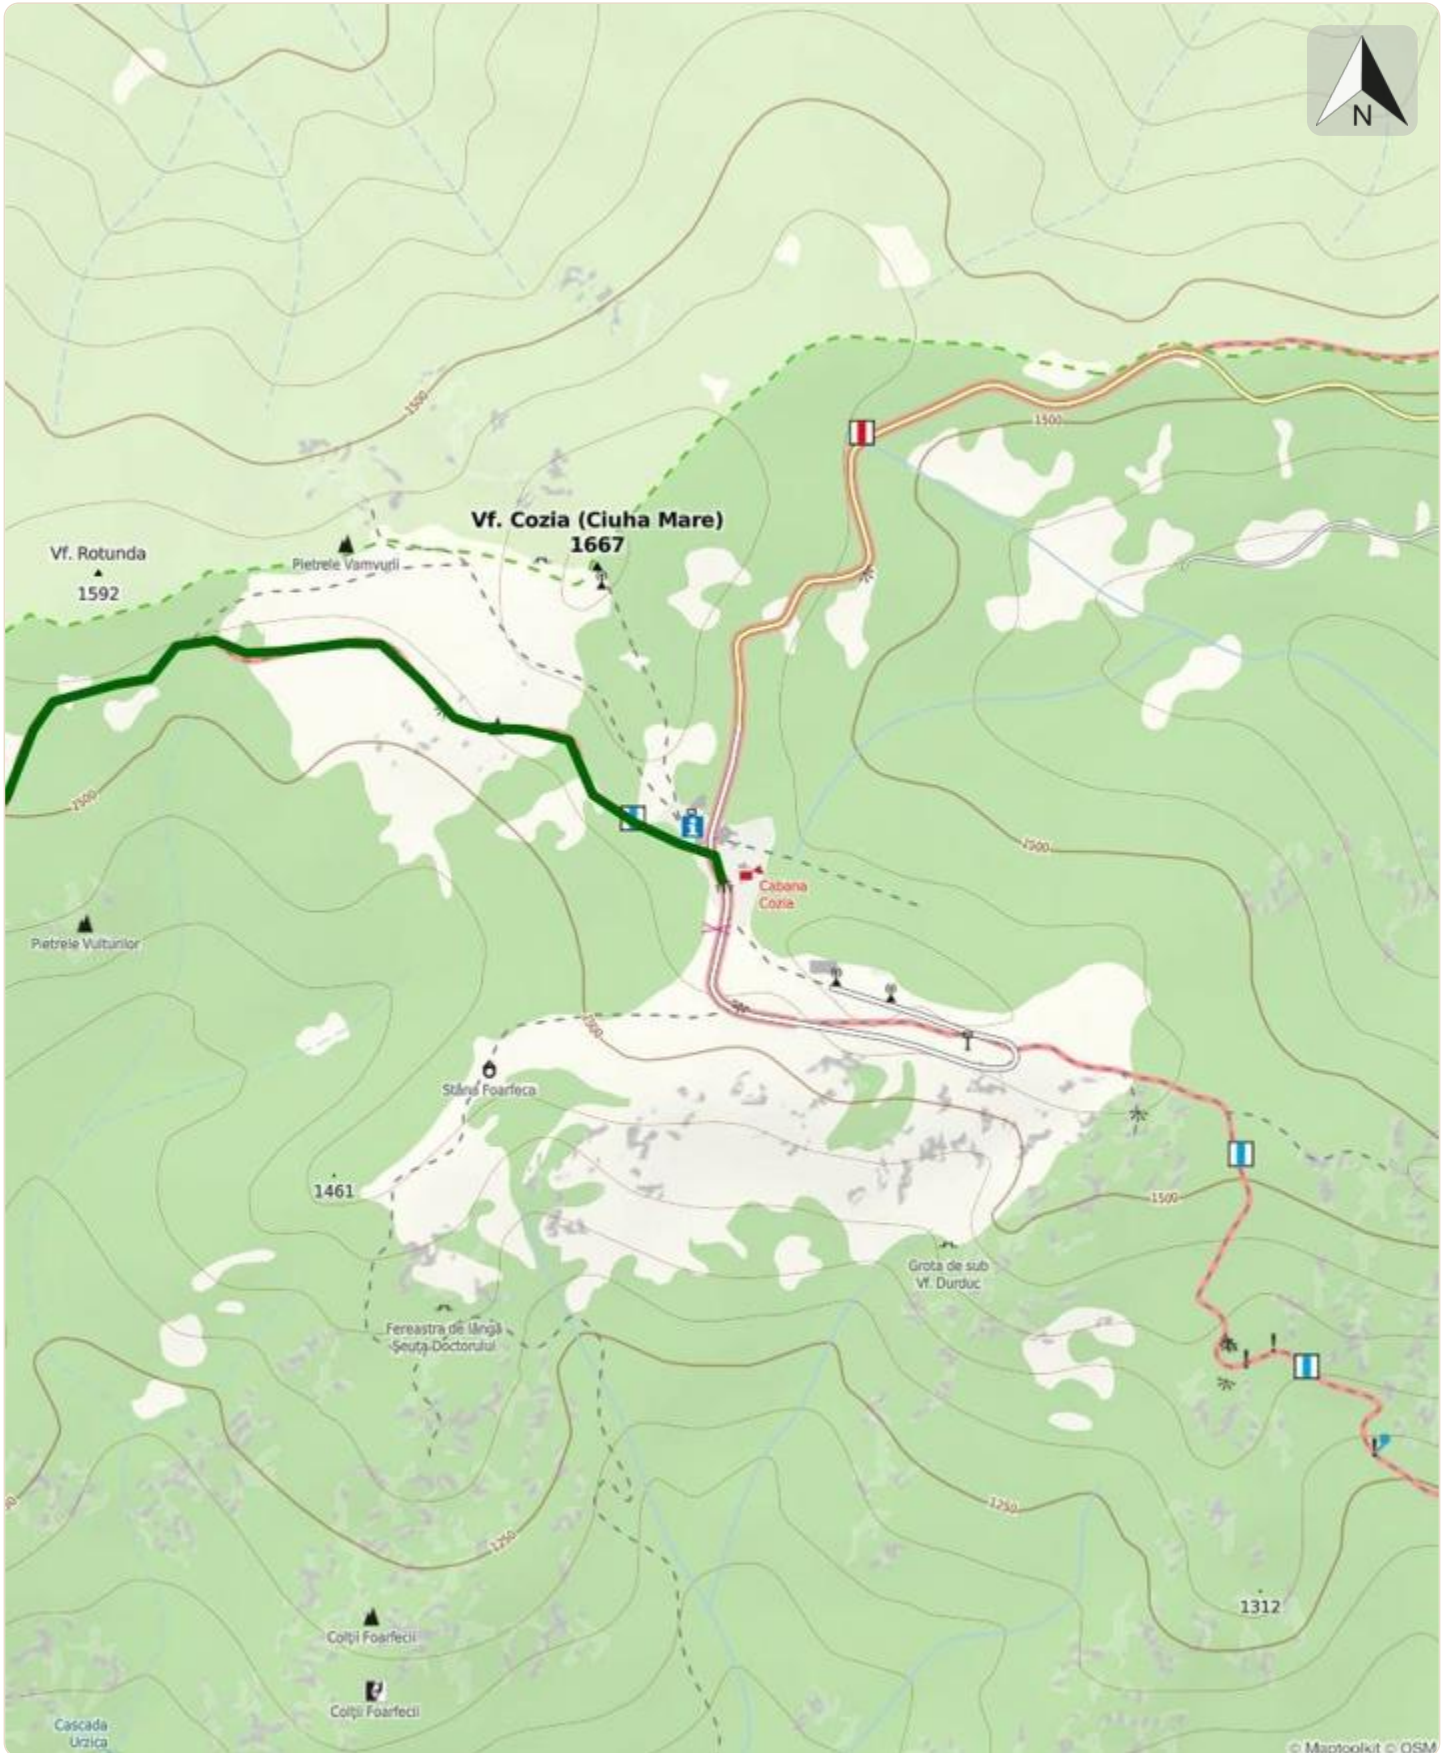 N
1500
1500
Vf. Cozia (Ciuha Mare)
1667
Vf. Rotunda
1592
Pietrele Vamvurii
1500
1500
Cabana
Cozia
Pietrele Vulturilor
1500
Stâna Foarfeca
1461
1500
Grota de sub
Vf. Durduc
Fereastra de lângă
Șeuța Doctorului
1250
1250
1312
Colții Foarfecii
Colții Foarfecii
Cascada
Urzica
© Maptoolkit © OSM